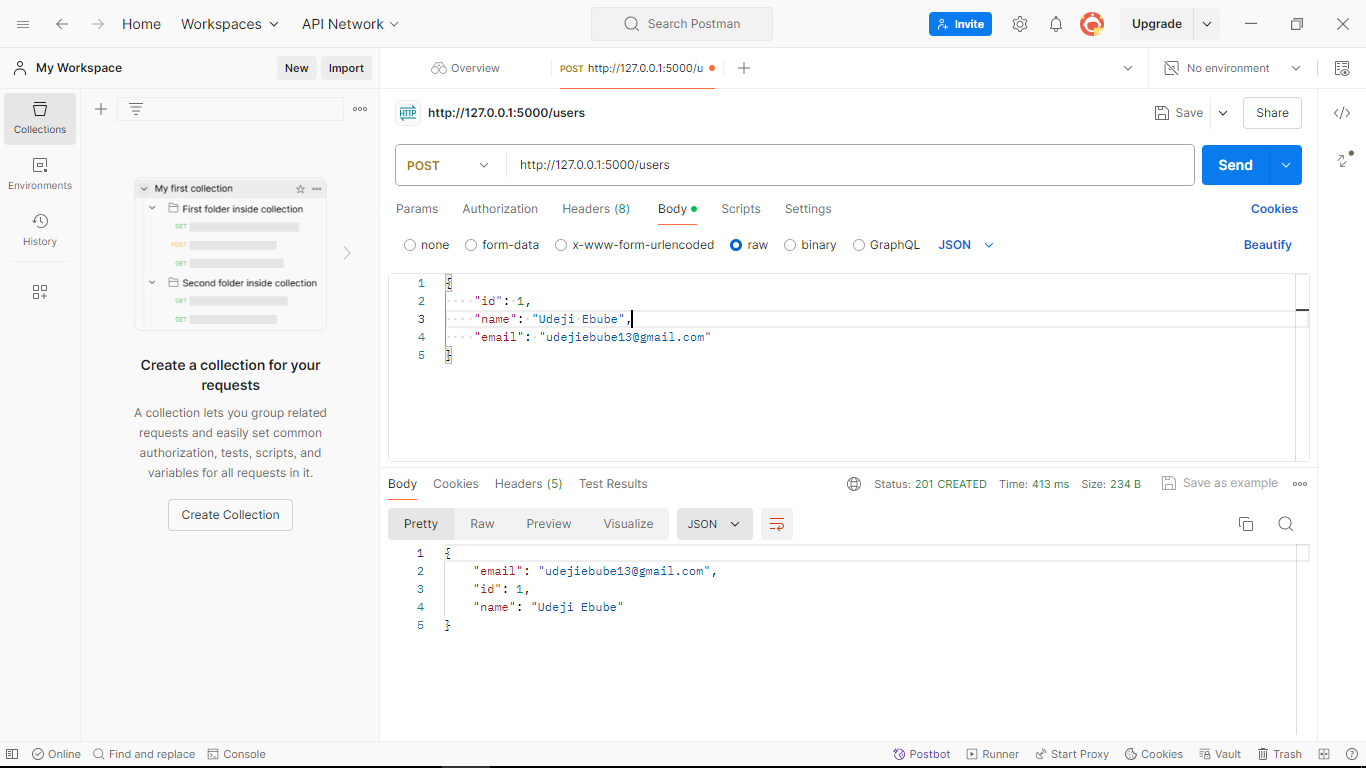 Home Workspaces API Network Search Postman Invite Upgrade
My Workspace New Import Overview POST http://127.0.0.1:5000/u No environment
Collections
Environments
History
My first collection
First folder inside collection
GET
POST
GET
Second folder inside collection
GET
GET
Create a collection for your
requests
A collection lets you group related
requests and easily set common
authorization, tests, scripts, and
variables for all requests in it.
Create Collection
HTTP http://127.0.0.1:5000/users Save Share
POST http://127.0.0.1:5000/users Send
Params Authorization Headers (8) Body Scripts Settings Cookies
none form-data x-www-form-urlencoded raw binary GraphQL JSON Beautify
1 {
2 "id": 1,
3 "name": "Udeji Ebube",
4 "email": "udejiebube13@gmail.com"
5 }
Body Cookies Headers (5) Test Results Status: 201 CREATED Time: 413 ms Size: 234 B Save as example
Pretty Raw Preview Visualize JSON
1 {
2 "email": "udejiebube13@gmail.com",
3 "id": 1,
4 "name": "Udeji Ebube"
5 }
Online Find and replace Console Postbot Runner Start Proxy Cookies Vault Trash